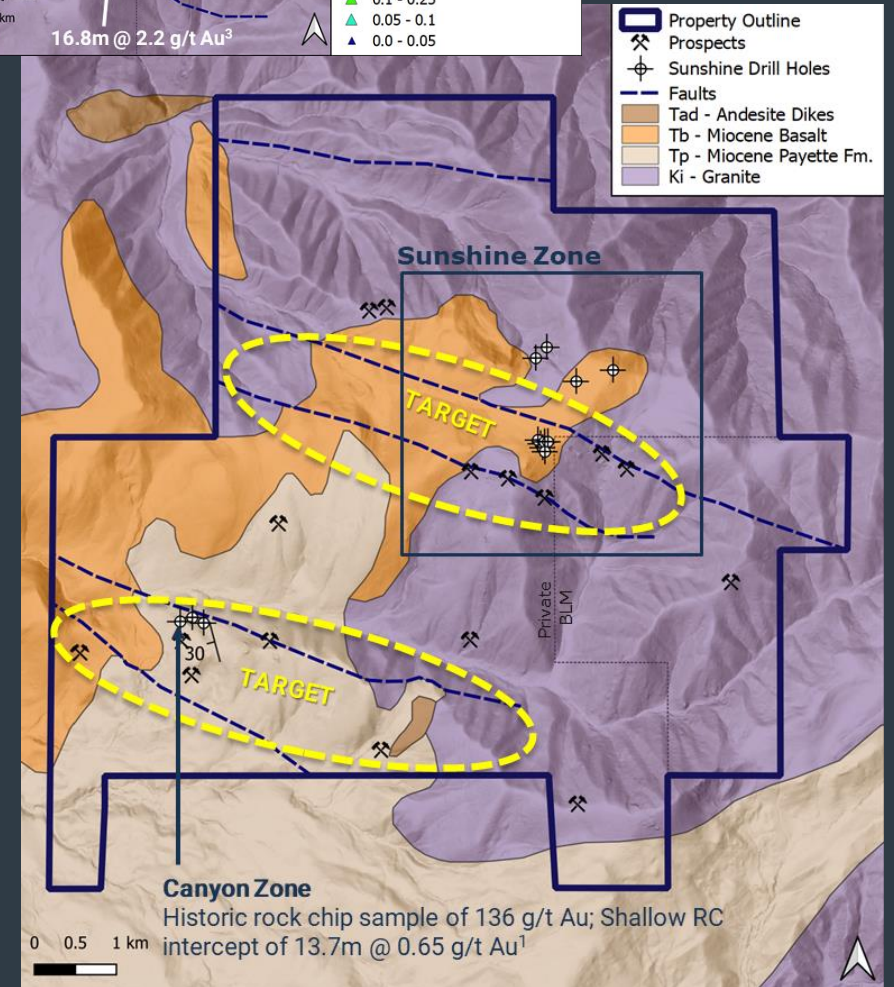 km
16.8m @ 2.2 g/t Au³
0.05 - 0.1
0.0 - 0.05
Property Outline
Prospects
Sunshine Drill Holes
Faults
Tad - Andesite Dikes
Tb - Miocene Basalt
Tp - Miocene Payette Fm.
Ki - Granite
Sunshine Zone
TARGET
Private
BLM
30
TARGET
Canyon Zone
Historic rock chip sample of 136 g/t Au; Shallow RC
intercept of 13.7m @ 0.65 g/t Au¹
0 0.5 1 km